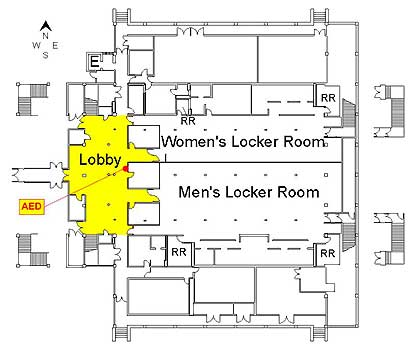 N
W E
S
E
RR
RR
Women's Locker Room
Lobby
Men's Locker Room
AED
RR
RR